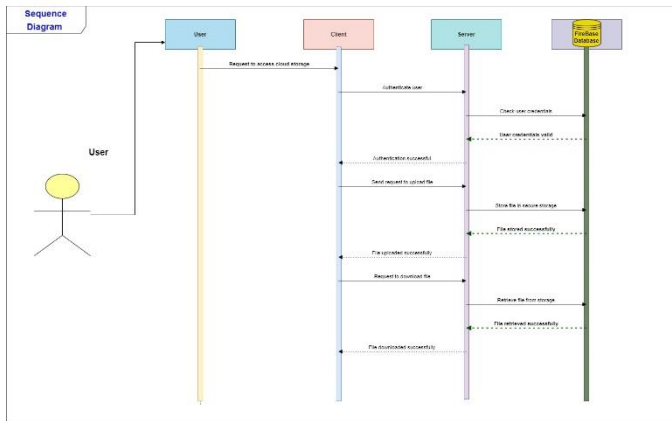 Sequence
Diagram
User
Client
Server
FireBase
Database
Request to access cloud storage
Authenticate user
Check user credentials
User credentials valid
User
Authentication successful
Send request to upload file
Store file in secure storage
File stored successfully
File uploaded successfully
Request to download file
Retrieve file from storage
File retrieved successfully
File downloaded successfully